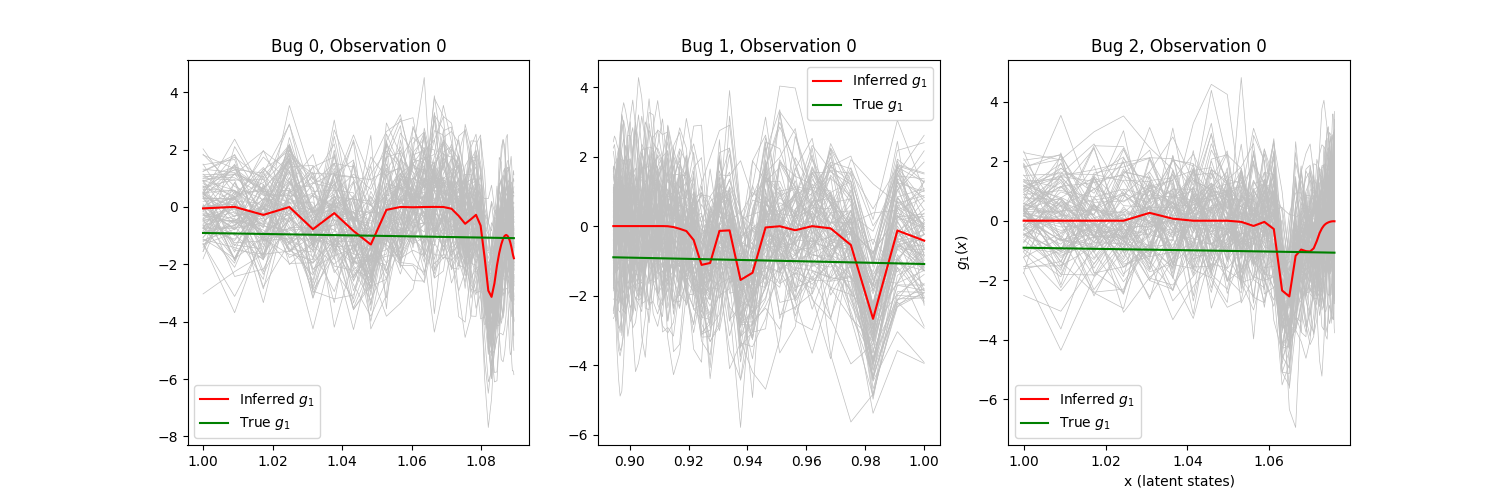 Bug 0, Observation 0
4
2
0
−2
−4
−6
−8
Inferred g1
True g1
1.00 1.02 1.04 1.06 1.08
Bug 1, Observation 0
4
2
0
−2
−4
−6
Inferred g1
True g1
0.90 0.92 0.94 0.96 0.98 1.00
Bug 2, Observation 0
g1(x)
4
2
0
−2
−4
−6
Inferred g1
True g1
1.00 1.02 1.04 1.06
x (latent states)